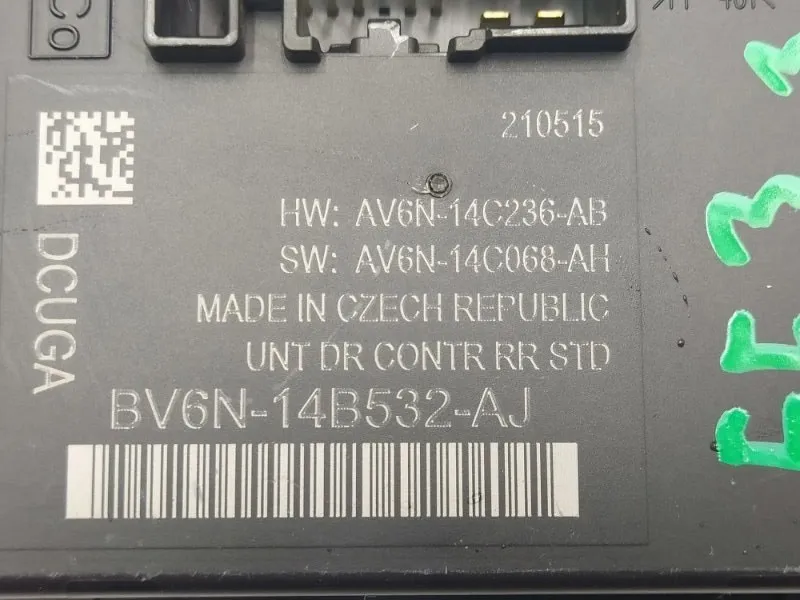 Co
210515
HW: AV6N-14C236-AB
SW: AV6N-14C068-AH
MADE IN CZECH REPUBLIC
UNT DR CONTR RR STD
BV6N-14B532-AJ
DCUGA